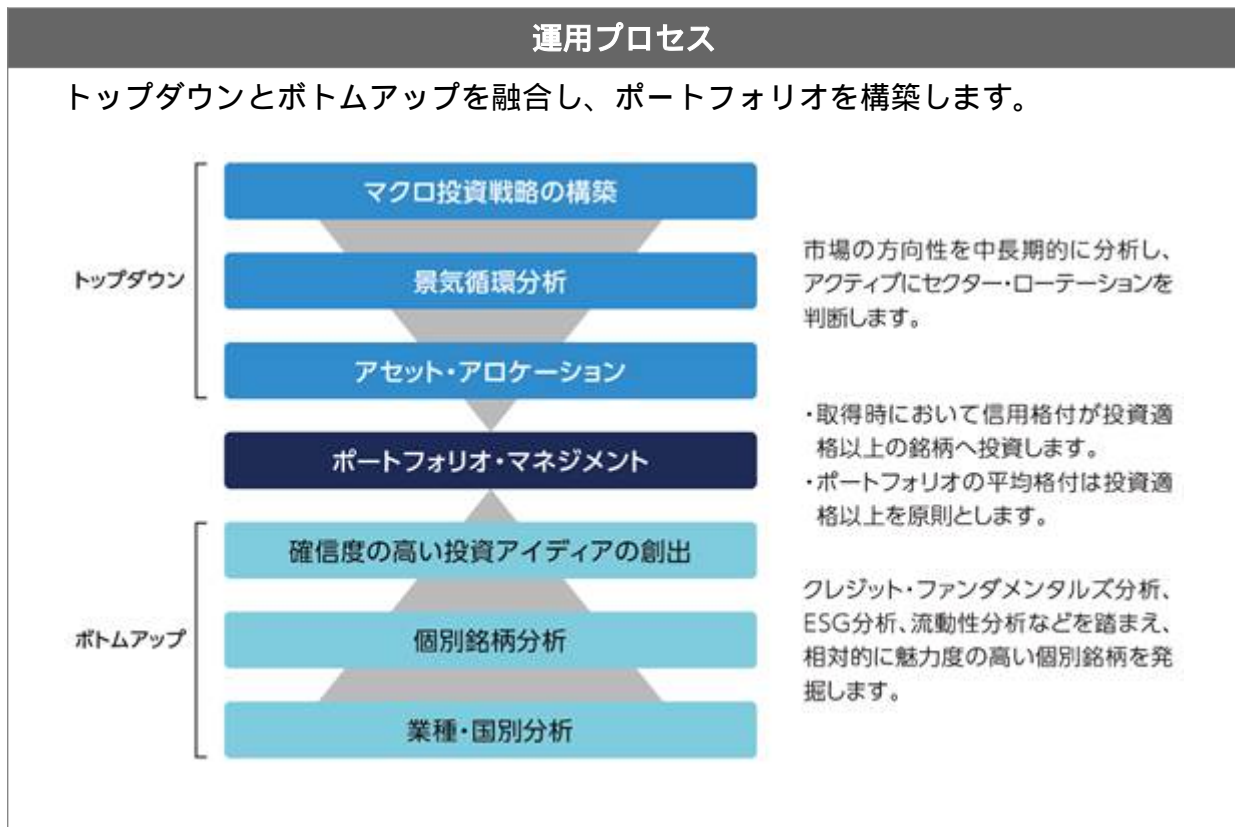 運用プロセス
トップダウンとボトムアップを融合し、ポートフォリオを構築します。
トップダウン
マクロ投資戦略の構築
景気循環分析
アセット・アロケーション
市場の方向性を中長期的に分析し、
アクティブにセクター・ローテーションを
判断します。
ポートフォリオ・マネジメント
・取得時において信用格付が投資適
格以上の銘柄へ投資します。
・ポートフォリオの平均格付は投資適
格以上を原則とします。
ボトムアップ
確信度の高い投資アイディアの創出
個別銘柄分析
業種・国別分析
クレジット・ファンダメンタルズ分析、
ESG分析、流動性分析などを踏まえ、
相対的に魅力度の高い個別銘柄を発
掘します。